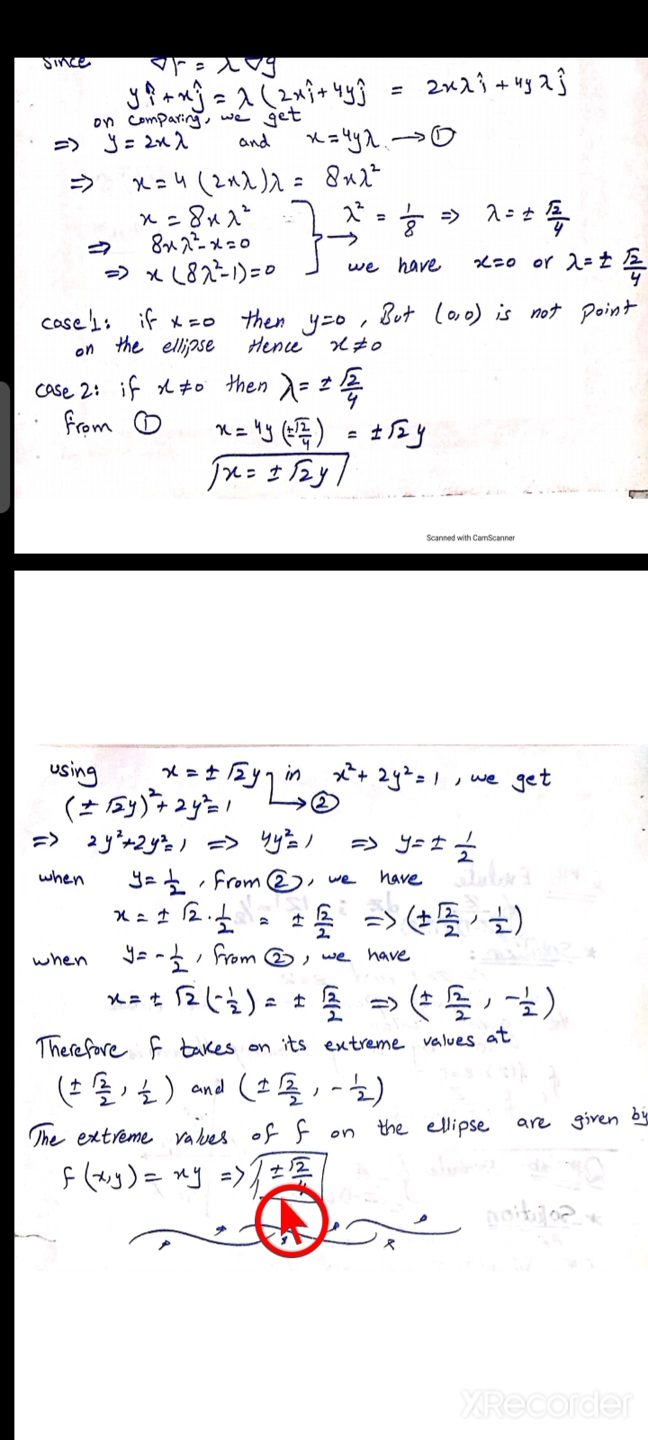 since ∇f = λ ∇g
yî + xĵ = λ (2xî + 4yĵ) = 2xλî + 4yλĵ
on comparing, we get
=> y = 2xλ and x = 4yλ → ①
=> x = 4 (2xλ)λ = 8xλ²
x = 8xλ²
=> 8xλ² - x = 0
=> x (8λ² - 1) = 0
→ λ² = 1/8 => λ = ± √2/4
we have x=0 or λ = ± √2/4
case 1: if x=0 then y=0, But (0,0) is not point
on the ellipse Hence x≠0
case 2: if x≠0 then λ = ± √2/4
From ① x = 4y (± √2/4) = ± √2 y
x = ± √2 y
Scanned with CamScanner
using x = ± √2y in x² + 2y² = 1, we get
(± √2y)² + 2y² = 1 → ②
=> 2y² + 2y² = 1 => 4y² = 1 => y = ± 1/2
when y = 1/2, From ②, we have
x = ± √2 · 1/2 = ± √2/2 => (± √2/2, 1/2)
when y = - 1/2, from ②, we have
x = ± √2 (- 1/2) = ± √2/2 => (± √2/2, - 1/2)
Therefore f takes on its extreme values at
(± √2/2, 1/2) and (± √2/2, - 1/2)
The extreme values of f on the ellipse are given by
f(x,y) = xy => ± √2/4
XRecorder